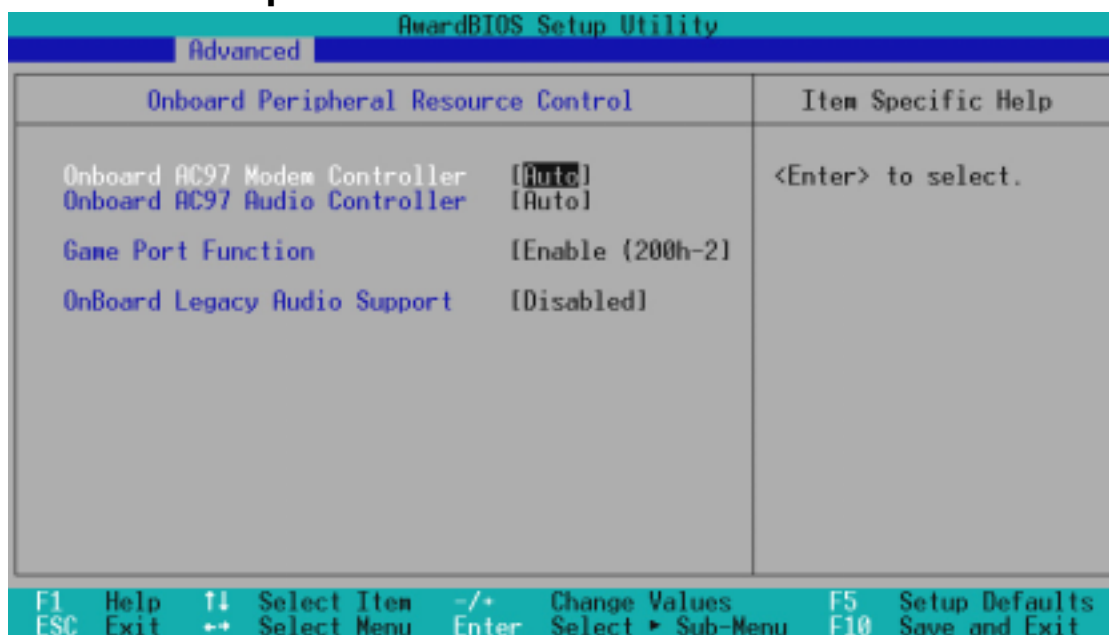 AwardBIOS Setup Utility
Advanced
Onboard Peripheral Resource Control
Item Specific Help
Onboard AC97 Modem Controller [Auto]
<Enter> to select.
Onboard AC97 Audio Controller [Auto]
Game Port Function [Enable (200h-2]
OnBoard Legacy Audio Support [Disabled]
F1 Help ↑↓ Select Item -/+ Change Values F5 Setup Defaults
ESC Exit ←→ Select Menu Enter Select ► Sub-Menu F10 Save and Exit